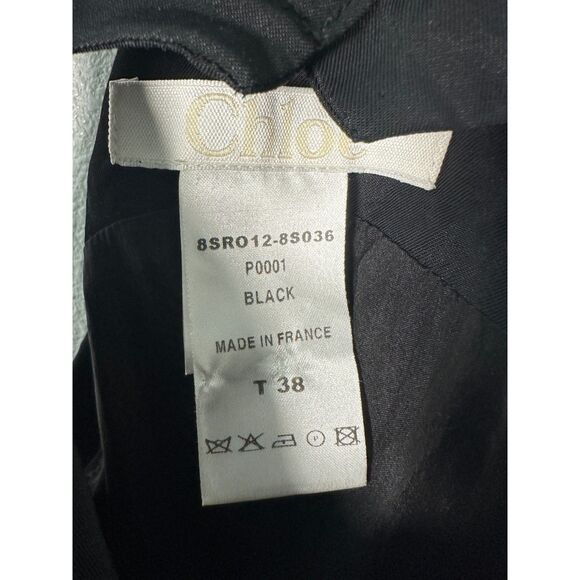 Chloé
8SRO12-8S036
P0001
BLACK
MADE IN FRANCE
T 38
P